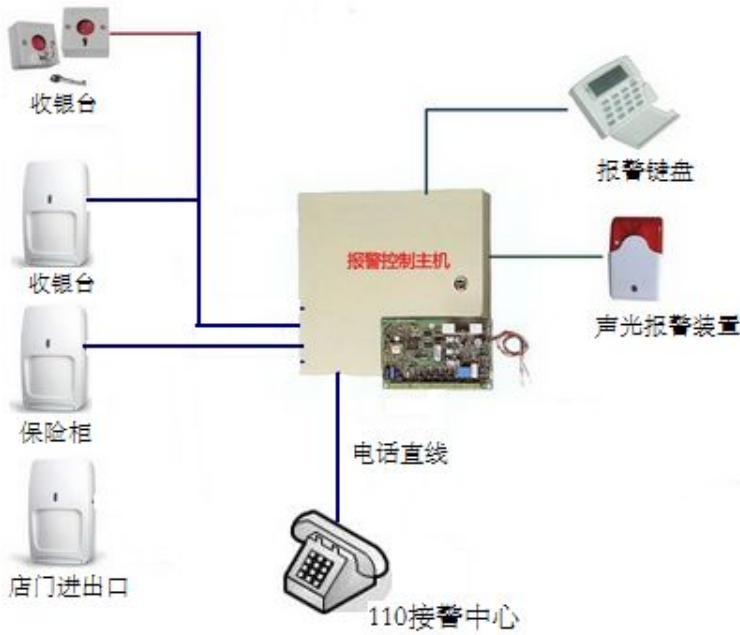 收银台
报警键盘
报警控制主机
收银台
声光报警装置
保险柜
电话直线
店门进出口
110接警中心